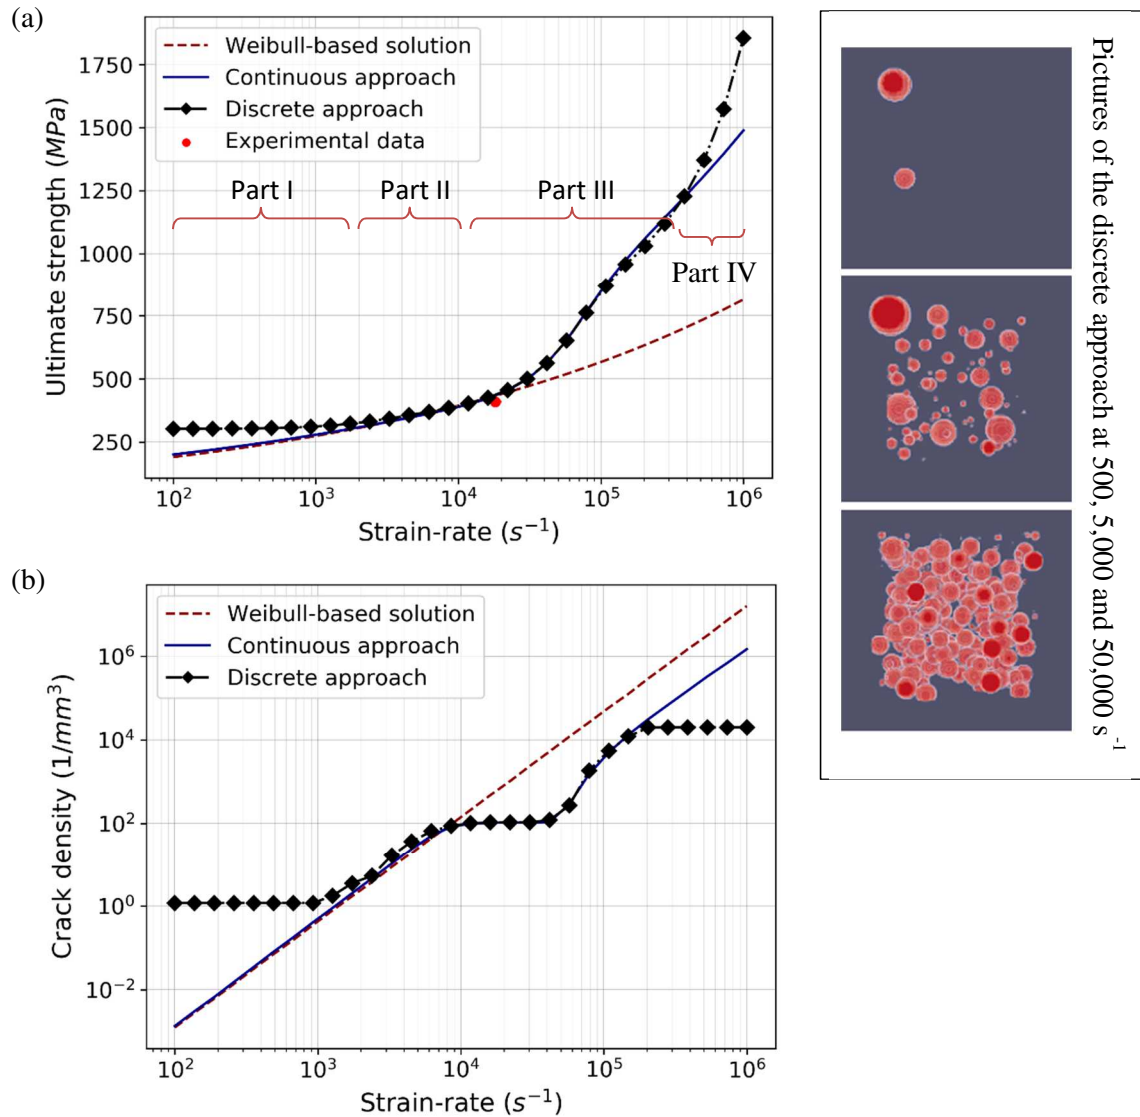 (a)
Weibull-based solution
Continuous approach
Discrete approach
Experimental data
Part I
Part II
Part III
Part IV
1750
1500
1250
1000
750
500
250
Ultimate strength (MPa)
10²
10³
10⁴
10⁵
10⁶
Strain-rate (s⁻¹)
(b)
Weibull-based solution
Continuous approach
Discrete approach
10⁶
10⁴
10²
10⁰
10⁻²
Crack density (1/mm³)
10²
10³
10⁴
10⁵
10⁶
Strain-rate (s⁻¹)
Pictures of the discrete approach at 500, 5,000 and 50,000 s⁻¹